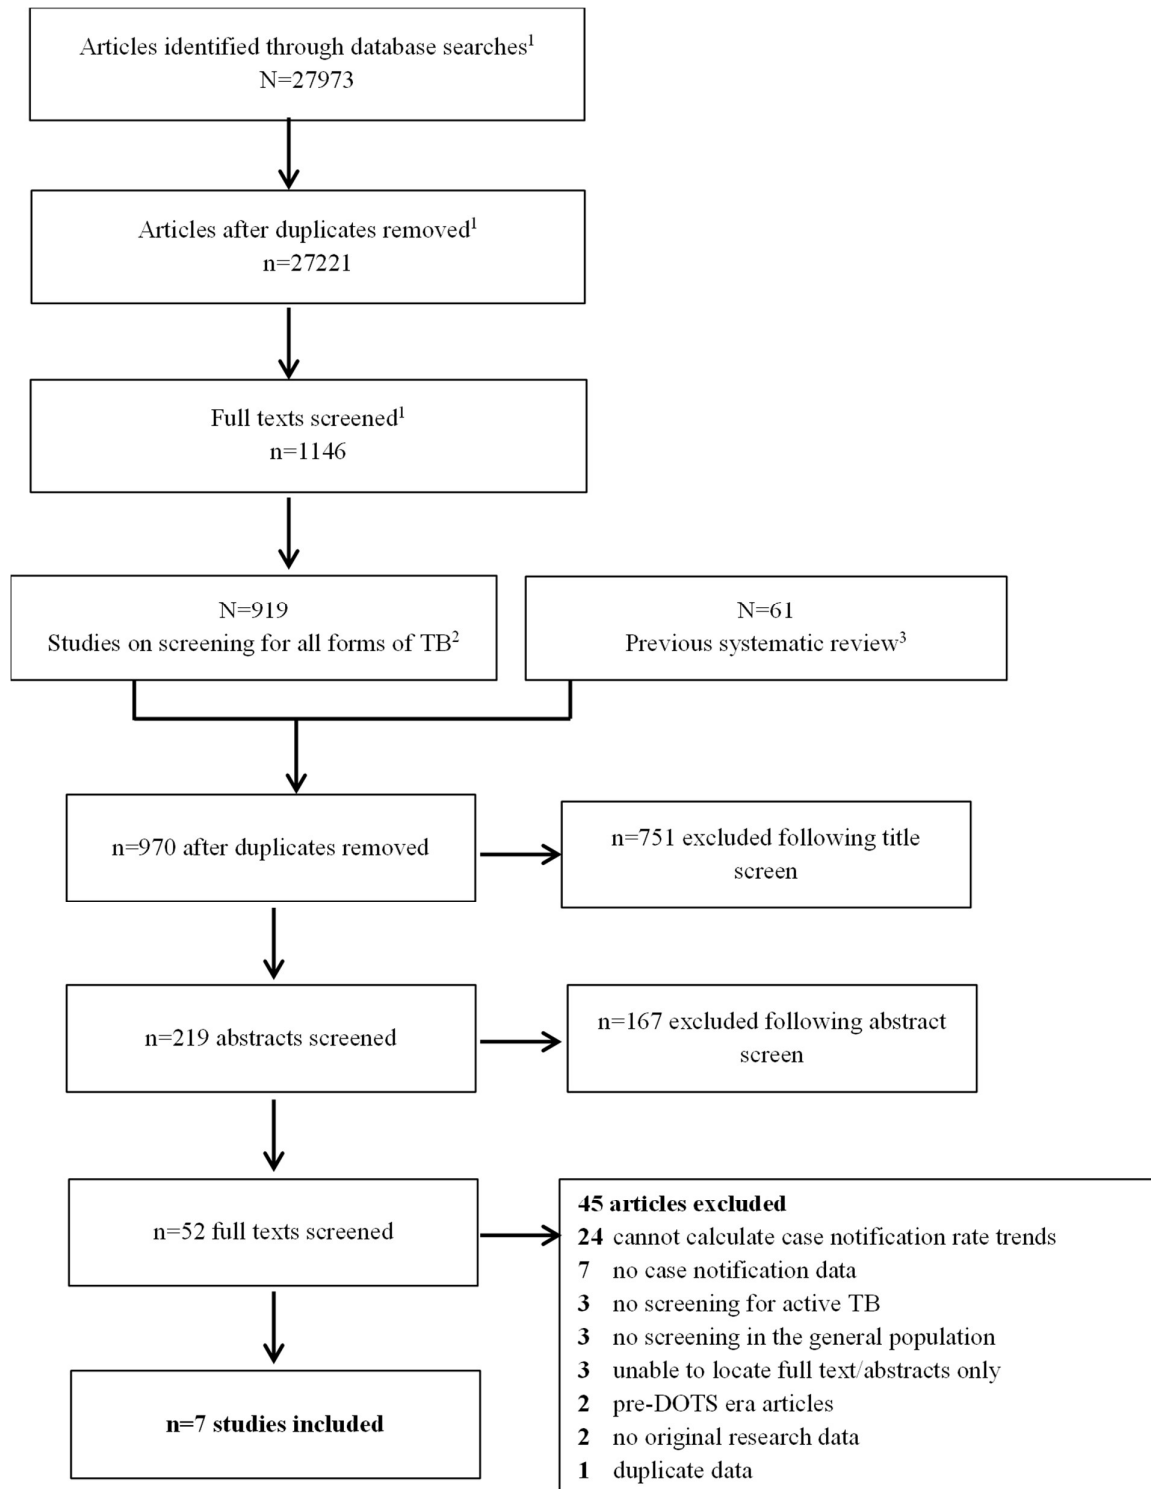 Articles identified through database searches¹
N=27973
Articles after duplicates removed¹
n=27221
Full texts screened¹
n=1146
N=919
Studies on screening for all forms of TB²
N=61
Previous systematic review³
n=970 after duplicates removed
n=751 excluded following title
screen
n=219 abstracts screened
n=167 excluded following abstract
screen
n=52 full texts screened
45 articles excluded
24 cannot calculate case notification rate trends
7 no case notification data
3 no screening for active TB
3 no screening in the general population
3 unable to locate full text/abstracts only
2 pre-DOTS era articles
2 no original research data
1 duplicate data
n=7 studies included